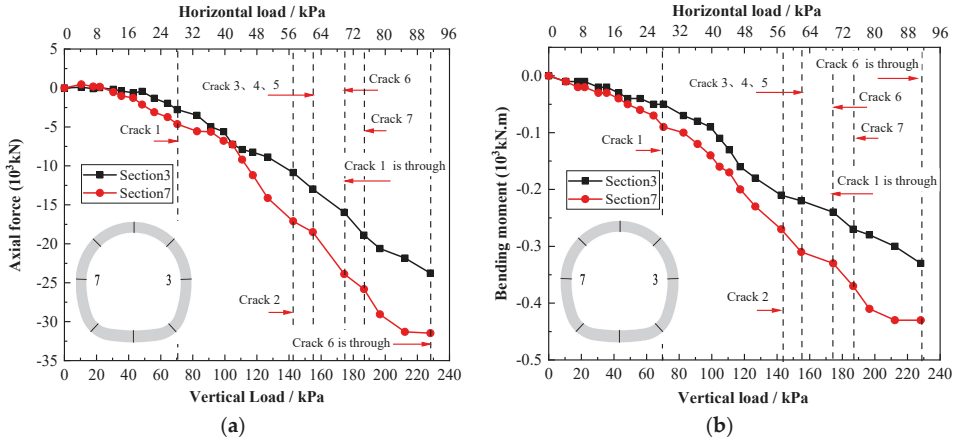 Horizontal load / kPa
0 8 16 24 32 40 48 56 64 72 80 88 96
5
0
-5
-10
-15
-20
-25
-30
-35
Axial force (10³kN)
Crack 3、4、5
Crack 6
Crack 7
Crack 1
Crack 1 is through
Section3
Section7
7 3
Crack 2
Crack 6 is through
0 20 40 60 80 100 120 140 160 180 200 220 240
Vertical Load / kPa
(a)
Horizontal load / kPa
0 8 16 24 32 40 48 56 64 72 80 88 96
0.0
-0.1
-0.2
-0.3
-0.4
-0.5
Bending moment (10³kN.m)
Crack 6 is through
Crack 3、4、5
Crack 6
Crack 7
Crack 1
Crack 1 is through
Section3
Section7
7 3
Crack 2
0 20 40 60 80 100 120 140 160 180 200 220 240
Vertical load / kPa
(b)